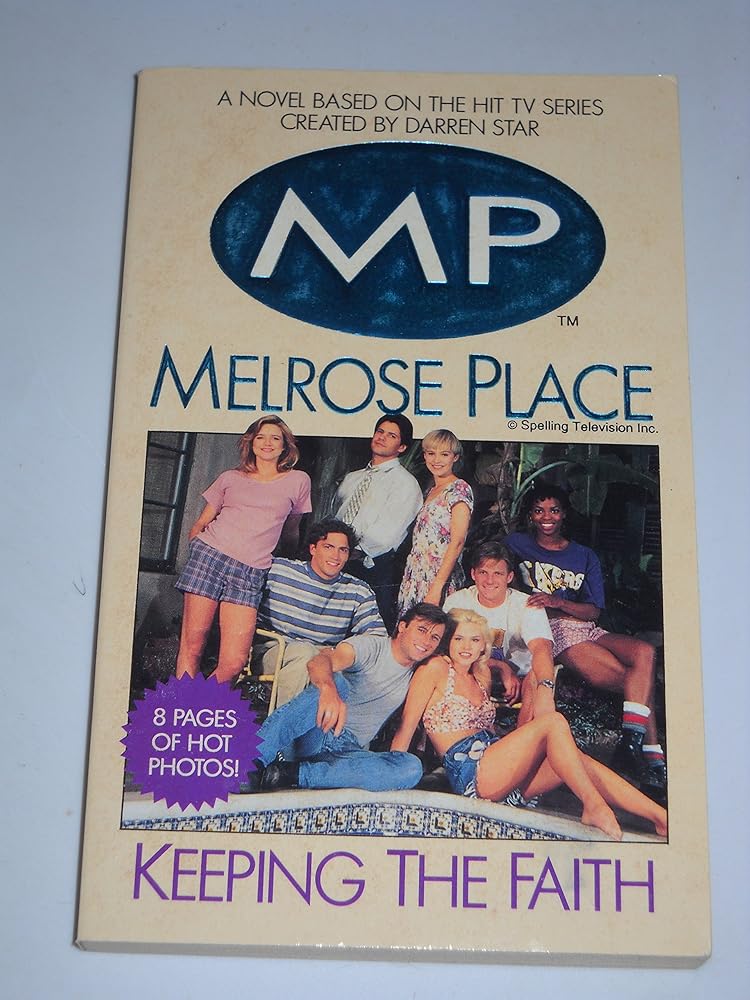 A NOVEL BASED ON THE HIT TV SERIES
CREATED BY DARREN STAR
MP
TM
MELROSE PLACE
© Spelling Television Inc.
KERS
8 PAGES
OF HOT
PHOTOS!
KEEPING THE FAITH